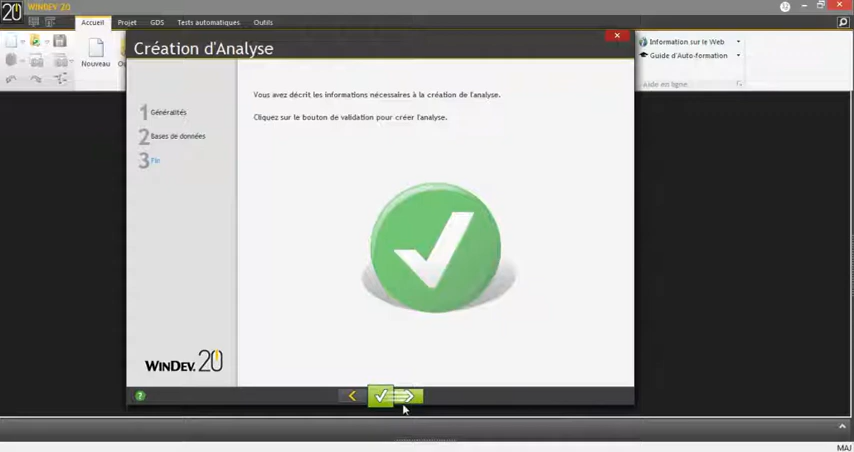 20 WINDEV 20
Accueil Projet GDS Tests automatiques Outils
Création d'Analyse
Nouveau
Information sur le Web
Guide d'Auto-formation
Aide en ligne
Vous avez décrit les informations nécessaires à la création de l'analyse.
Cliquez sur le bouton de validation pour créer l'analyse.
1 Généralités
2 Bases de données
3 Fin
WINDEV. 20
?
MAJ